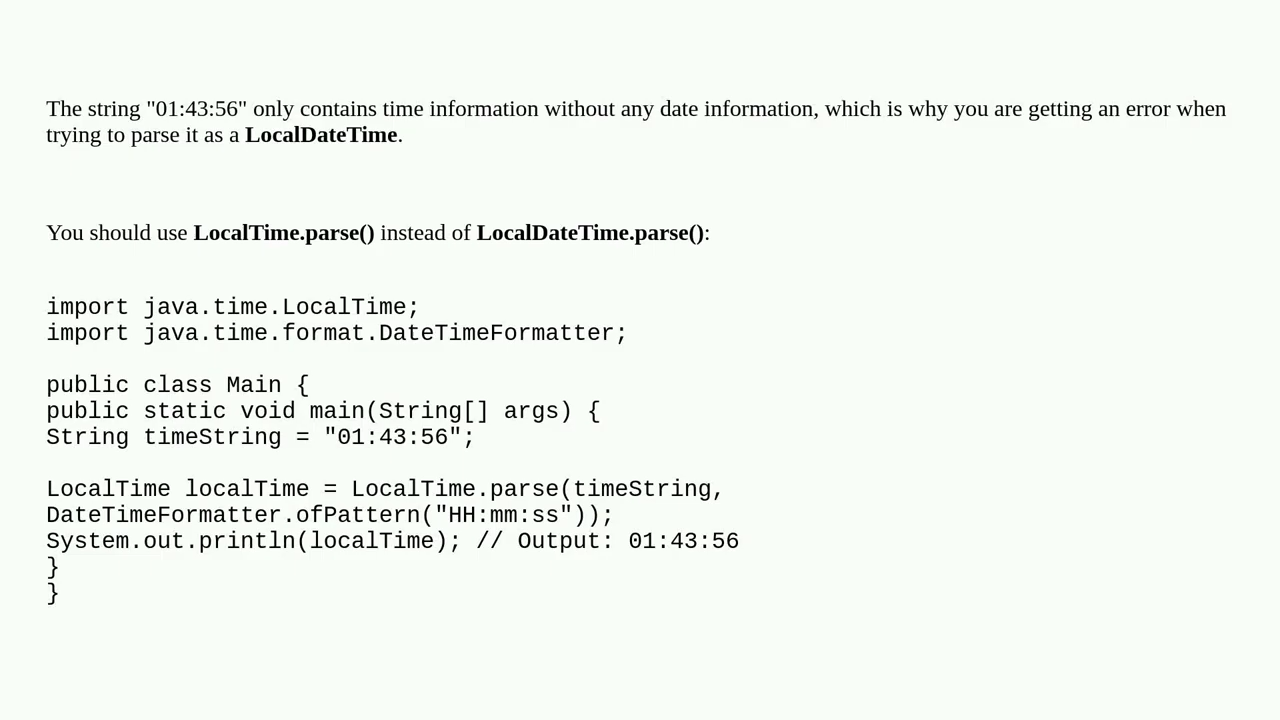 The string "01:43:56" only contains time information without any date information, which is why you are getting an error when
trying to parse it as a LocalDateTime.
You should use LocalTime.parse() instead of LocalDateTime.parse():
import java.time.LocalTime;
import java.time.format.DateTimeFormatter;
public class Main {
public static void main(String[] args) {
String timeString = "01:43:56";
LocalTime localTime = LocalTime.parse(timeString,
DateTimeFormatter.ofPattern("HH:mm:ss"));
System.out.println(localTime); // Output: 01:43:56
}
}